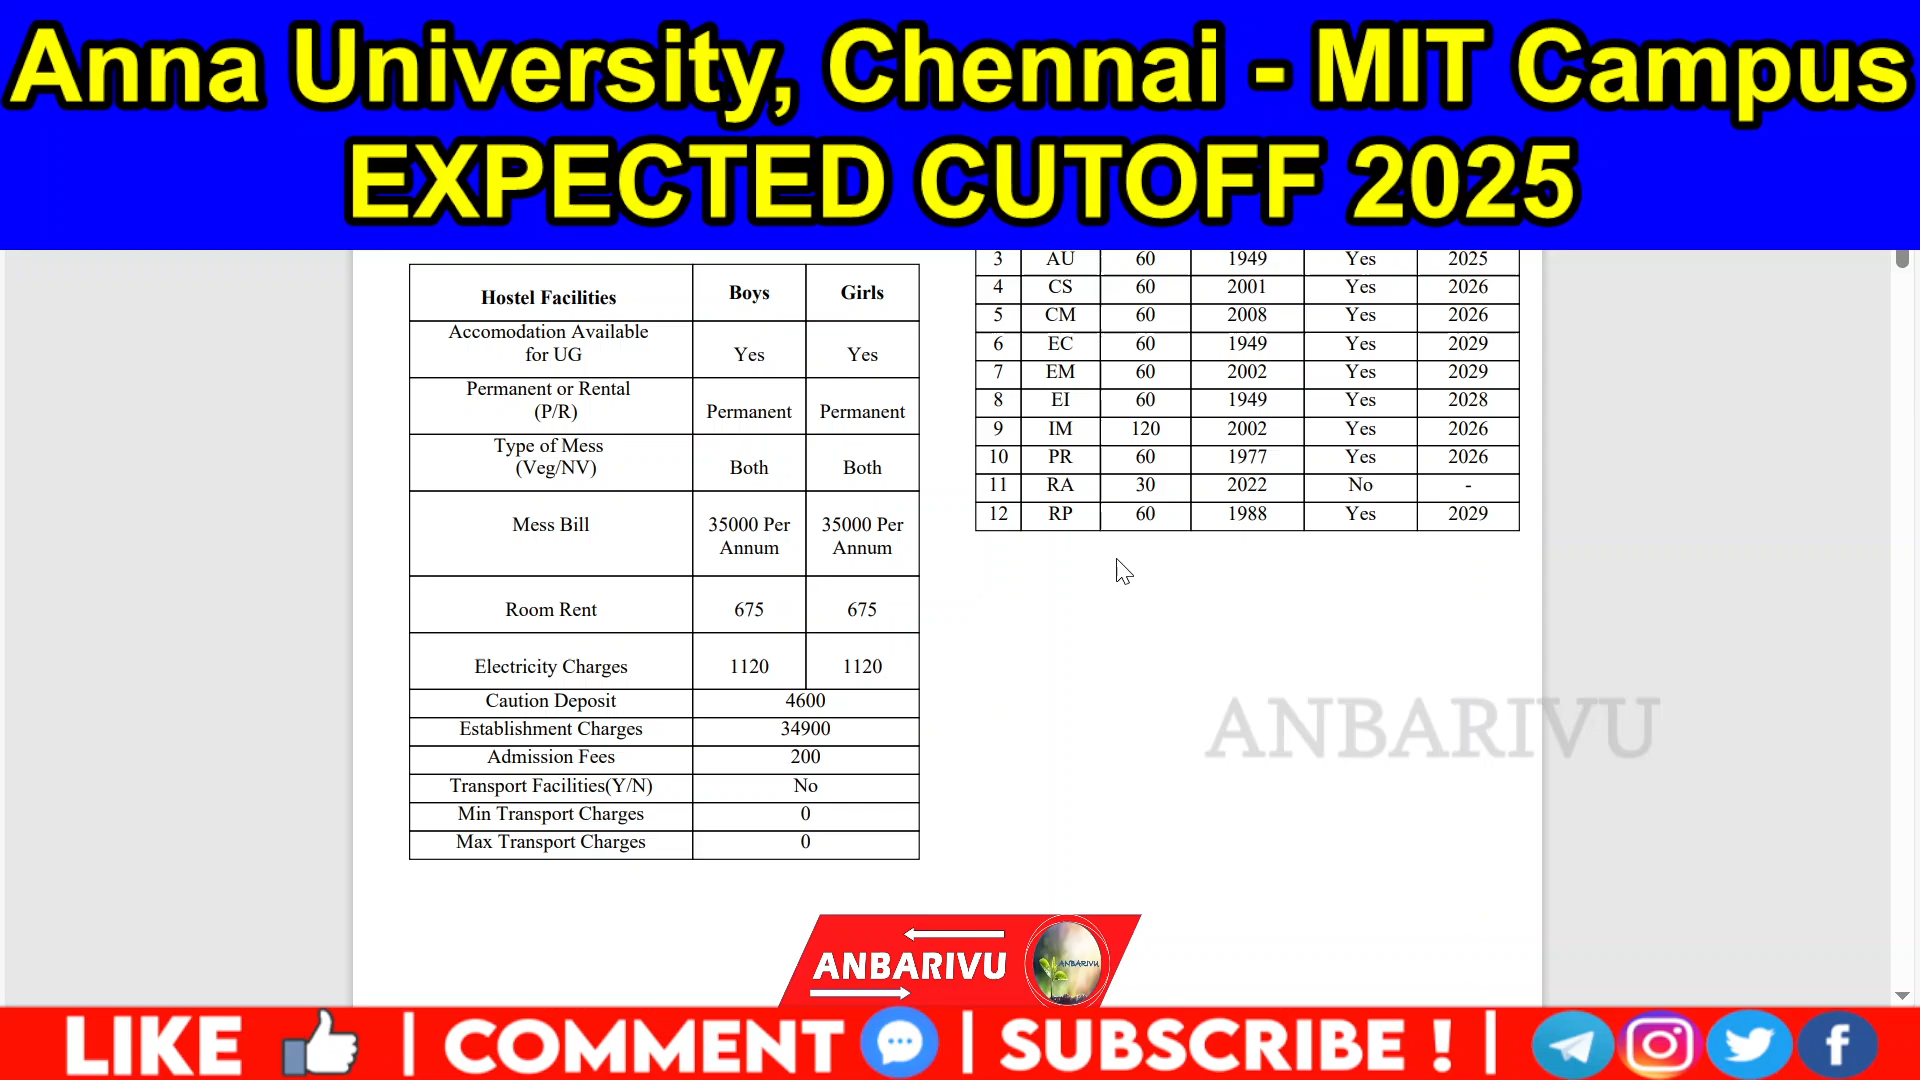 Anna University, Chennai - MIT Campus
EXPECTED CUTOFF 2025
Hostel Facilities Boys Girls
Accomodation Available
for UG Yes Yes
Permanent or Rental
(P/R) Permanent Permanent
Type of Mess
(Veg/NV) Both Both
Mess Bill 35000 Per 35000 Per
Annum Annum
Room Rent 675 675
Electricity Charges 1120 1120
Caution Deposit 4600
Establishment Charges 34900
Admission Fees 200
Transport Facilities(Y/N) No
Min Transport Charges 0
Max Transport Charges 0
3 AU 60 1949 Yes 2025
4 CS 60 2001 Yes 2026
5 CM 60 2008 Yes 2026
6 EC 60 1949 Yes 2029
7 EM 60 2002 Yes 2029
8 EI 60 1949 Yes 2028
9 IM 120 2002 Yes 2026
10 PR 60 1977 Yes 2026
11 RA 30 2022 No -
12 RP 60 1988 Yes 2029
ANBARIVU
ANBARIVU
ANBARIVU
LIKE | COMMENT | SUBSCRIBE ! |